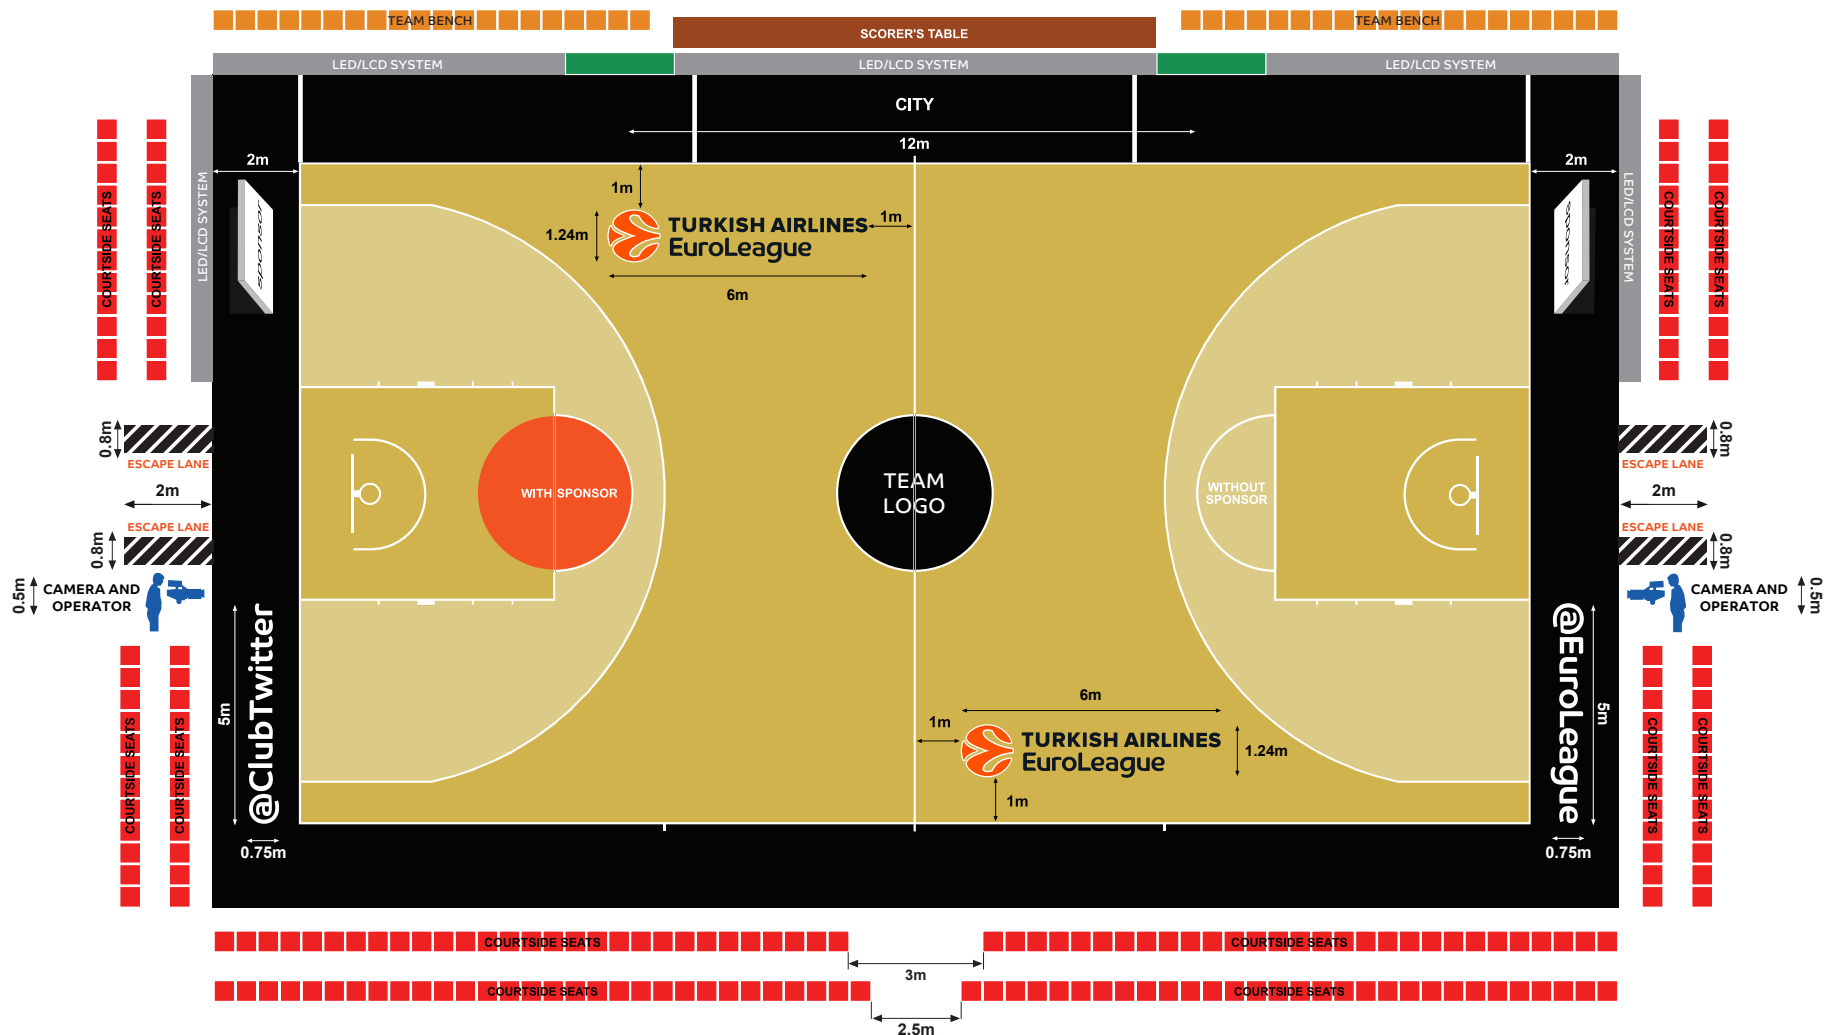 TEAM BENCH
TEAM BENCH
SCORER'S TABLE
LED/LCD SYSTEM
LED/LCD SYSTEM
LED/LCD SYSTEM
CITY
12m
2m
2m
LED/LCD SYSTEM
LED/LCD SYSTEM
COURTSIDE SEATS
COURTSIDE SEATS
COURTSIDE SEATS
COURTSIDE SEATS
sponsor
sponsor
1m
1.24m
TURKISH AIRLINES
EuroLeague
1m
6m
0.8m
ESCAPE LANE
2m
ESCAPE LANE
0.8m
0.5m
CAMERA AND
OPERATOR
WITH SPONSOR
TEAM
LOGO
WITHOUT
SPONSOR
0.8m
ESCAPE LANE
2m
ESCAPE LANE
0.8m
CAMERA AND
OPERATOR
0.5m
5m
@ClubTwitter
0.75m
6m
1m
TURKISH AIRLINES
EuroLeague
1.24m
1m
@EuroLeague
5m
0.75m
COURTSIDE SEATS
COURTSIDE SEATS
COURTSIDE SEATS
COURTSIDE SEATS
COURTSIDE SEATS
COURTSIDE SEATS
3m
COURTSIDE SEATS
COURTSIDE SEATS
2.5m